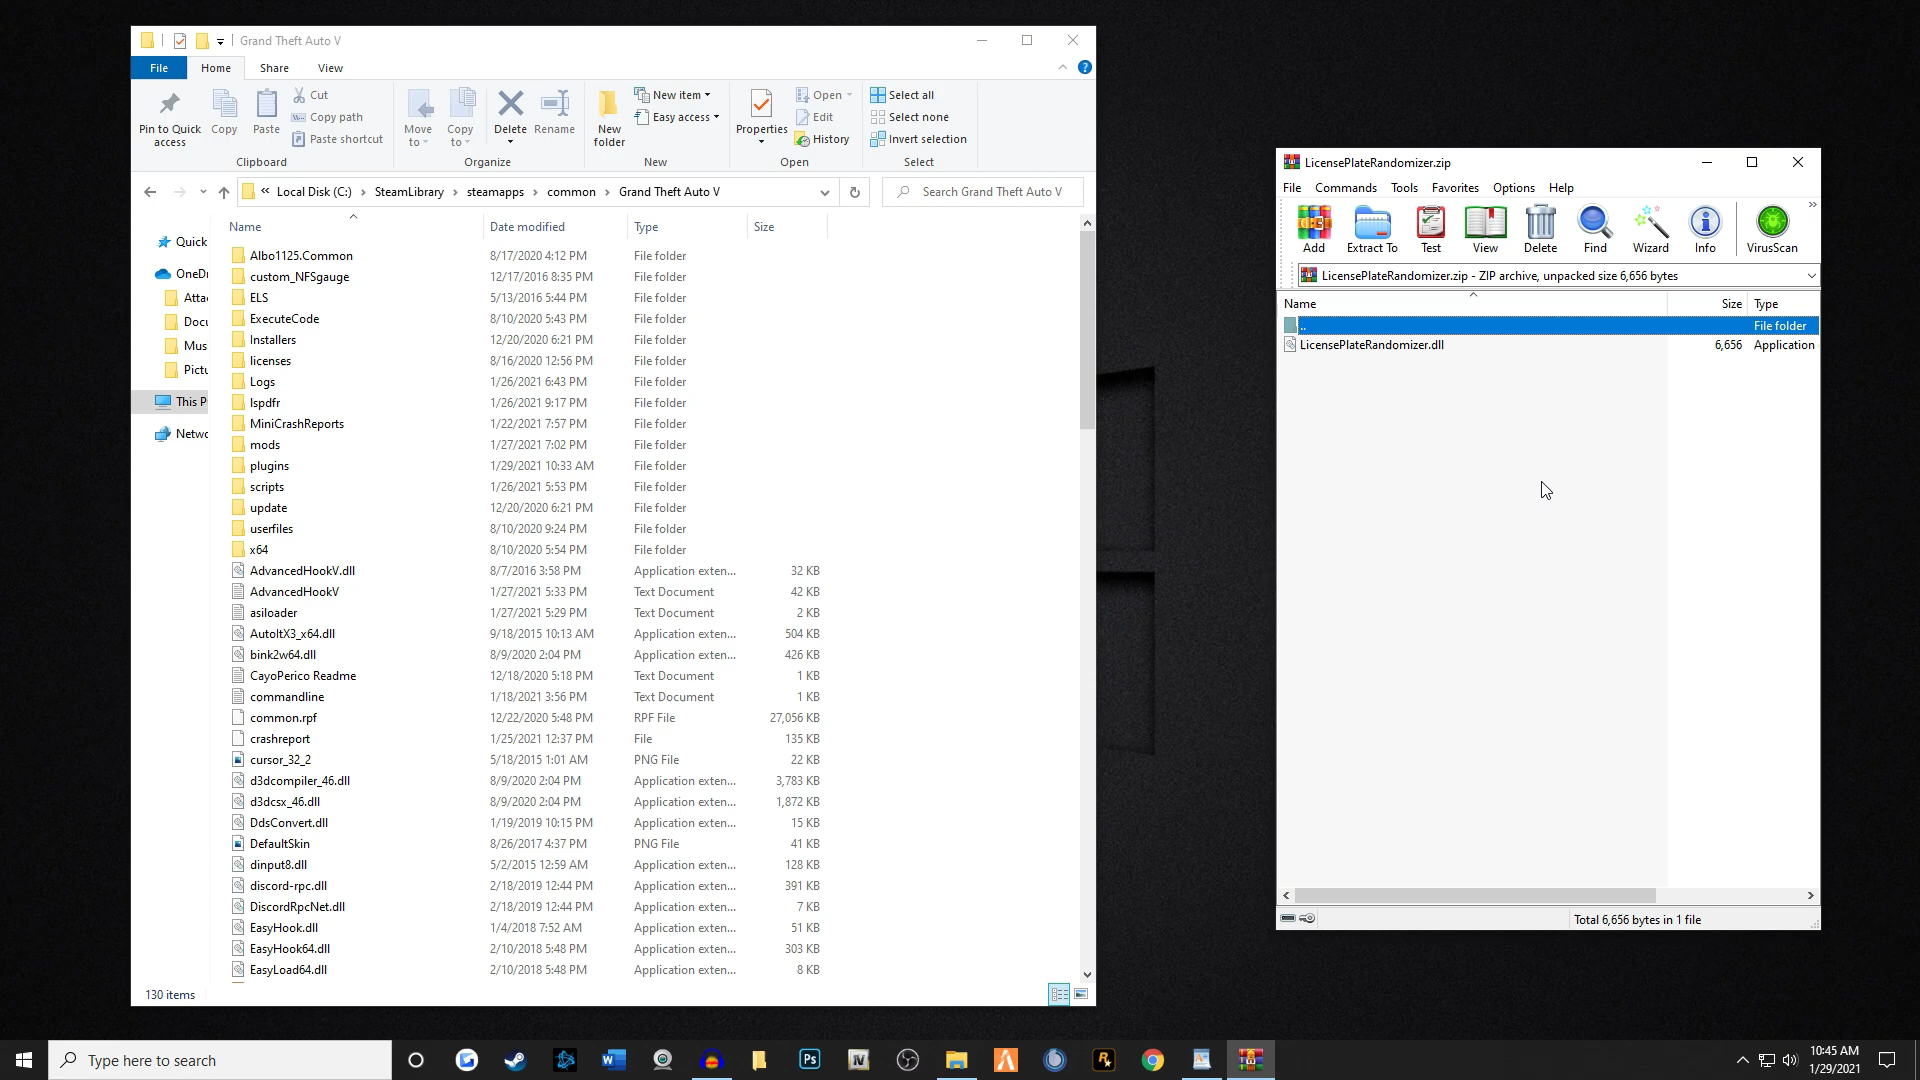 Grand Theft Auto V
File Home Share View
Pin to Quick access
Copy
Paste
Cut
Copy path
Paste shortcut
Clipboard
Move to
Copy to
Delete
Rename
Organize
New folder
New item
Easy access
New
Properties
Open
Edit
History
Open
Select all
Select none
Invert selection
Select
« Local Disk (C:) > SteamLibrary > steamapps > common > Grand Theft Auto V
Search Grand Theft Auto V
Quick
OneDr
Attac
Docu
Mus
Pictu
This P
Netwo
Name Date modified Type Size
Albo1125.Common 8/17/2020 4:12 PM File folder
custom_NFSgauge 12/17/2016 8:35 PM File folder
ELS 5/13/2016 5:44 PM File folder
ExecuteCode 8/10/2020 5:43 PM File folder
Installers 12/20/2020 6:21 PM File folder
licenses 8/16/2020 12:56 PM File folder
Logs 1/26/2021 6:43 PM File folder
lspdfr 1/26/2021 9:17 PM File folder
MiniCrashReports 1/22/2021 7:57 PM File folder
mods 1/27/2021 7:02 PM File folder
plugins 1/29/2021 10:33 AM File folder
scripts 1/26/2021 5:53 PM File folder
update 12/20/2020 6:21 PM File folder
userfiles 8/10/2020 9:24 PM File folder
x64 8/10/2020 5:54 PM File folder
AdvancedHookV.dll 8/7/2016 3:58 PM Application exten... 32 KB
AdvancedHookV 1/27/2021 5:33 PM Text Document 42 KB
asiloader 1/27/2021 5:29 PM Text Document 2 KB
AutoItX3_x64.dll 9/18/2015 10:13 AM Application exten... 504 KB
bink2w64.dll 8/9/2020 2:04 PM Application exten... 426 KB
CayoPerico Readme 12/18/2020 5:18 PM Text Document 1 KB
commandline 1/18/2021 3:56 PM Text Document 1 KB
common.rpf 12/22/2020 5:48 PM RPF File 27,056 KB
crashreport 1/25/2021 12:37 PM File 135 KB
cursor_32_2 5/18/2015 1:01 AM PNG File 22 KB
d3dcompiler_46.dll 8/9/2020 2:04 PM Application exten... 3,783 KB
d3dcsx_46.dll 8/9/2020 2:04 PM Application exten... 1,872 KB
DdsConvert.dll 1/19/2019 10:15 PM Application exten... 15 KB
DefaultSkin 8/26/2017 4:37 PM PNG File 41 KB
dinput8.dll 5/2/2015 12:59 AM Application exten... 128 KB
discord-rpc.dll 2/18/2019 12:44 PM Application exten... 391 KB
DiscordRpcNet.dll 2/18/2019 12:44 PM Application exten... 7 KB
EasyHook.dll 1/4/2018 7:52 AM Application exten... 51 KB
EasyHook64.dll 2/10/2018 5:48 PM Application exten... 303 KB
EasyLoad64.dll 2/10/2018 5:48 PM Application exten... 8 KB
130 items
LicensePlateRandomizer.zip
File Commands Tools Favorites Options Help
Add Extract To Test View Delete Find Wizard Info VirusScan
LicensePlateRandomizer.zip - ZIP archive, unpacked size 6,656 bytes
Name Size Type
.. File folder
LicensePlateRandomizer.dll 6,656 Application
Total 6,656 bytes in 1 file
Type here to search
Ps
IV
10:45 AM
1/29/2021